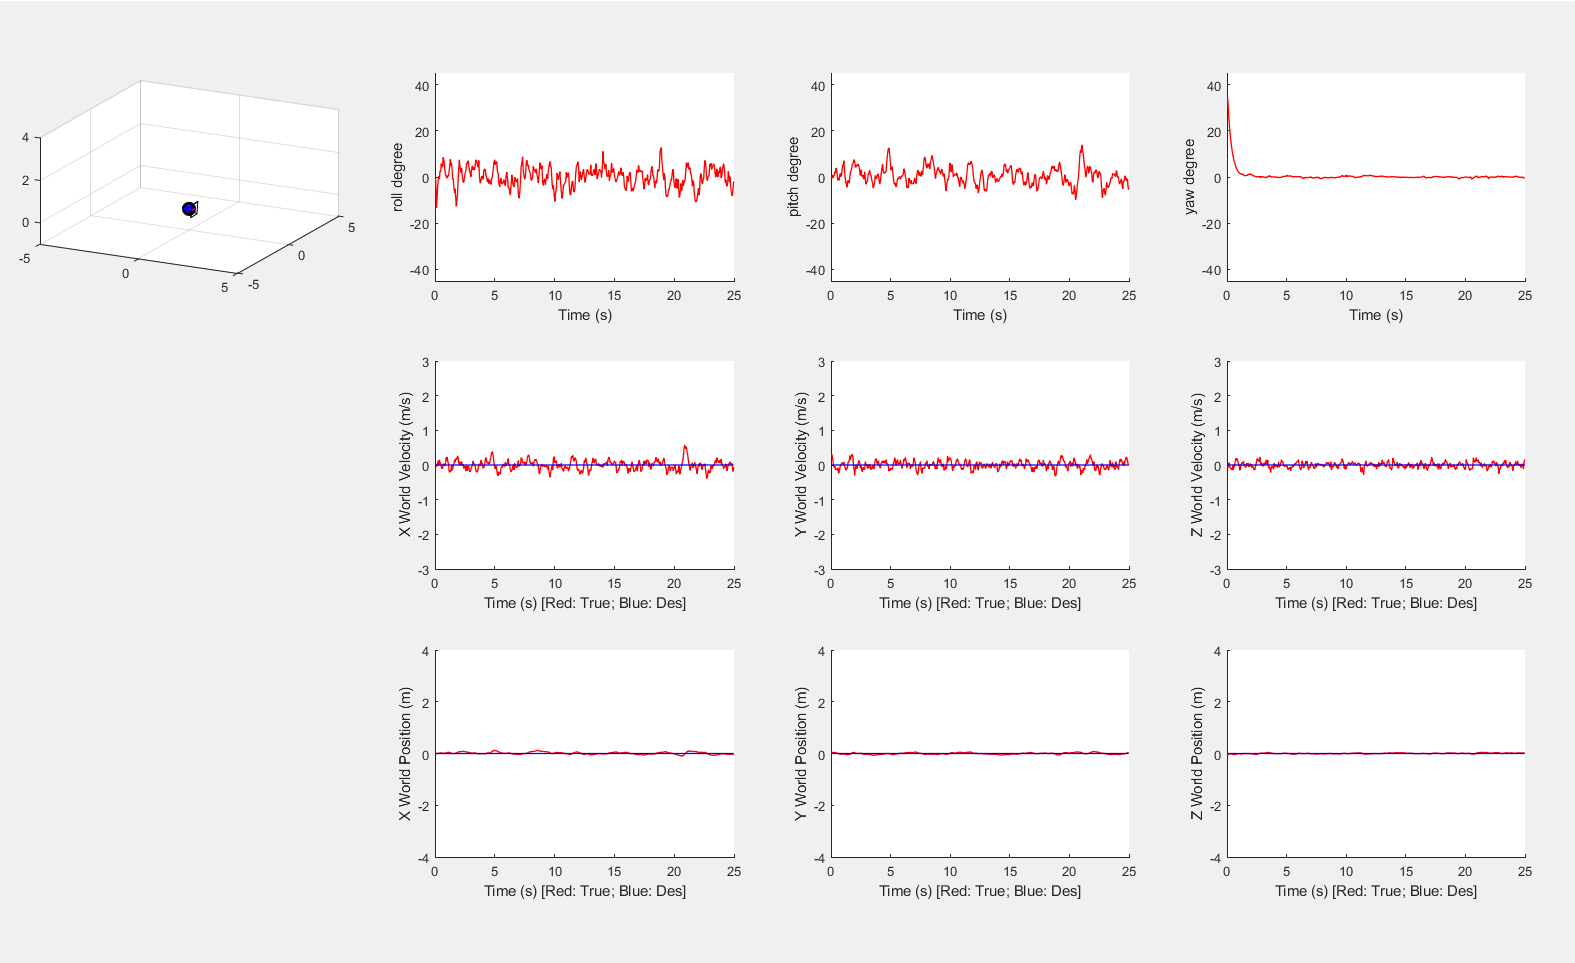 4
2
0
-5
0
5
-5
0
5
roll degree
40
20
0
-20
-40
0 5 10 15 20 25
Time (s)
pitch degree
40
20
0
-20
-40
0 5 10 15 20 25
Time (s)
yaw degree
40
20
0
-20
-40
0 5 10 15 20 25
Time (s)
X World Velocity (m/s)
3
2
1
0
-1
-2
-3
0 5 10 15 20 25
Time (s) [Red: True; Blue: Des]
Y World Velocity (m/s)
3
2
1
0
-1
-2
-3
0 5 10 15 20 25
Time (s) [Red: True; Blue: Des]
Z World Velocity (m/s)
3
2
1
0
-1
-2
-3
0 5 10 15 20 25
Time (s) [Red: True; Blue: Des]
X World Position (m)
4
2
0
-2
-4
0 5 10 15 20 25
Time (s) [Red: True; Blue: Des]
Y World Position (m)
4
2
0
-2
-4
0 5 10 15 20 25
Time (s) [Red: True; Blue: Des]
Z World Position (m)
4
2
0
-2
-4
0 5 10 15 20 25
Time (s) [Red: True; Blue: Des]